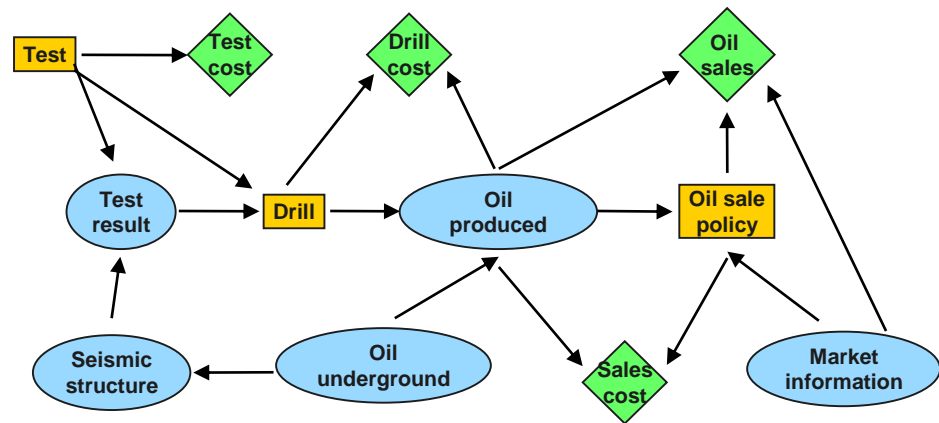 Test
Test
cost
Drill
cost
Oil
sales
Test
result
Drill
Oil
produced
Oil sale
policy
Seismic
structure
Oil
underground
Sales
cost
Market
information